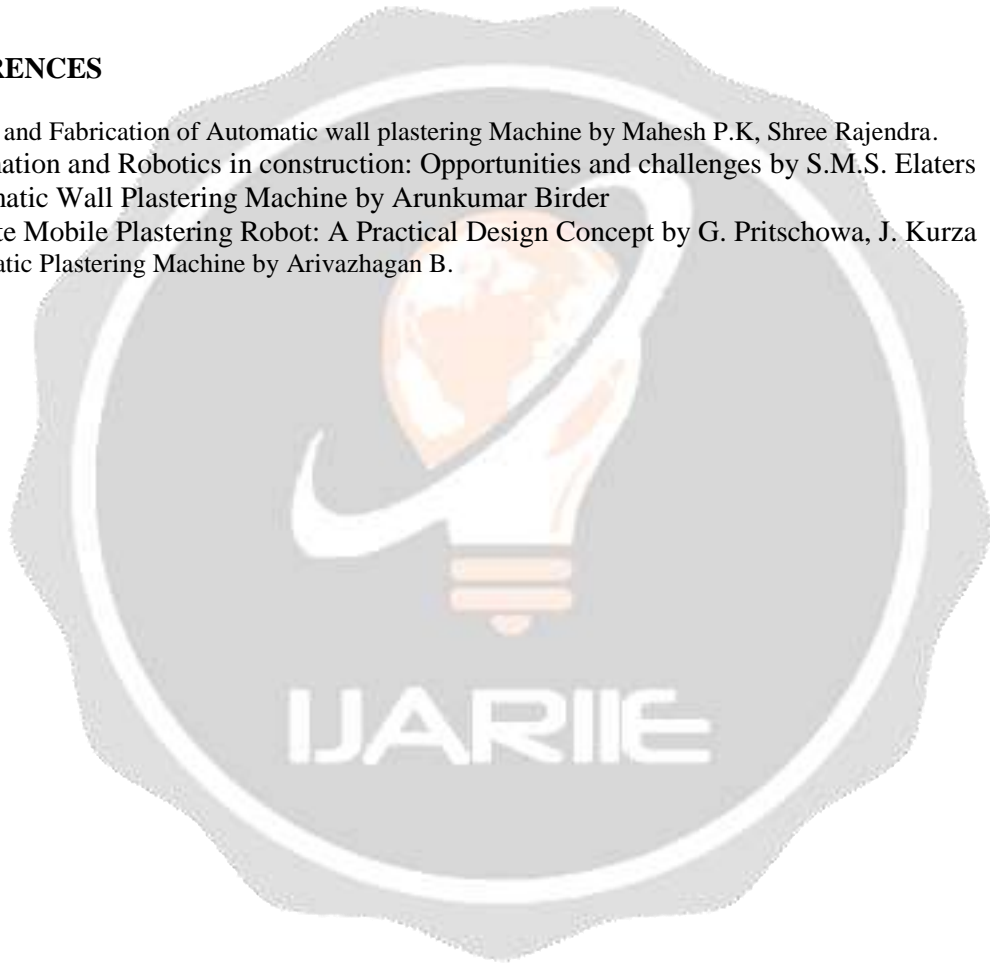 RENCES
and Fabrication of Automatic wall plastering Machine by Mahesh P.K, Shree Rajendra.
nation and Robotics in construction: Opportunities and challenges by S.M.S. Elaters
matic Wall Plastering Machine by Arunkumar Birder
te Mobile Plastering Robot: A Practical Design Concept by G. Pritschowa, J. Kurza
atic Plastering Machine by Arivazhagan B.
IJARIIE